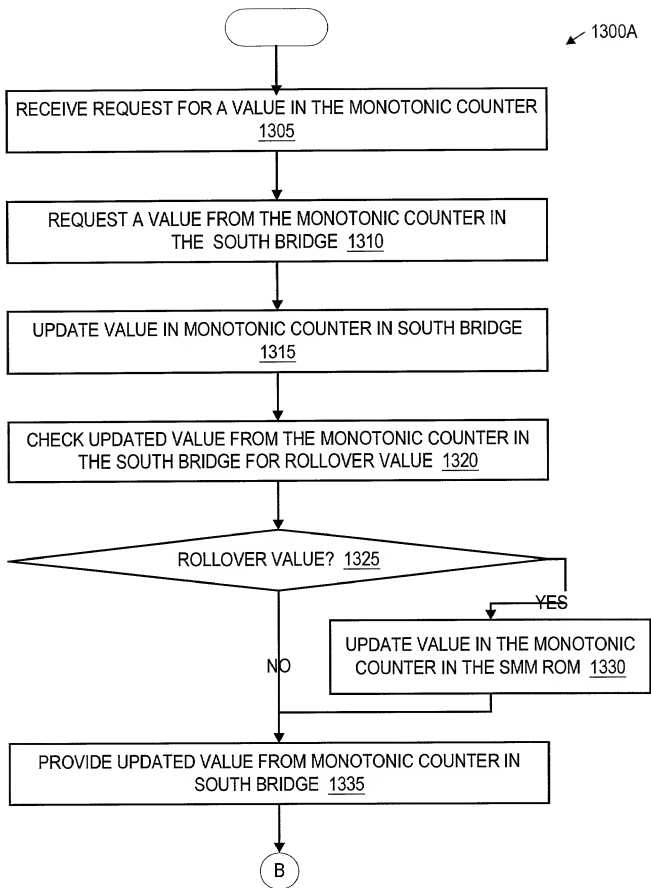 1300A
RECEIVE REQUEST FOR A VALUE IN THE MONOTONIC COUNTER
1305
REQUEST A VALUE FROM THE MONOTONIC COUNTER IN
THE SOUTH BRIDGE 1310
UPDATE VALUE IN MONOTONIC COUNTER IN SOUTH BRIDGE
1315
CHECK UPDATED VALUE FROM THE MONOTONIC COUNTER IN
THE SOUTH BRIDGE FOR ROLLOVER VALUE 1320
ROLLOVER VALUE? 1325
YES
UPDATE VALUE IN THE MONOTONIC
COUNTER IN THE SMM ROM 1330
NO
PROVIDE UPDATED VALUE FROM MONOTONIC COUNTER IN
SOUTH BRIDGE 1335
B